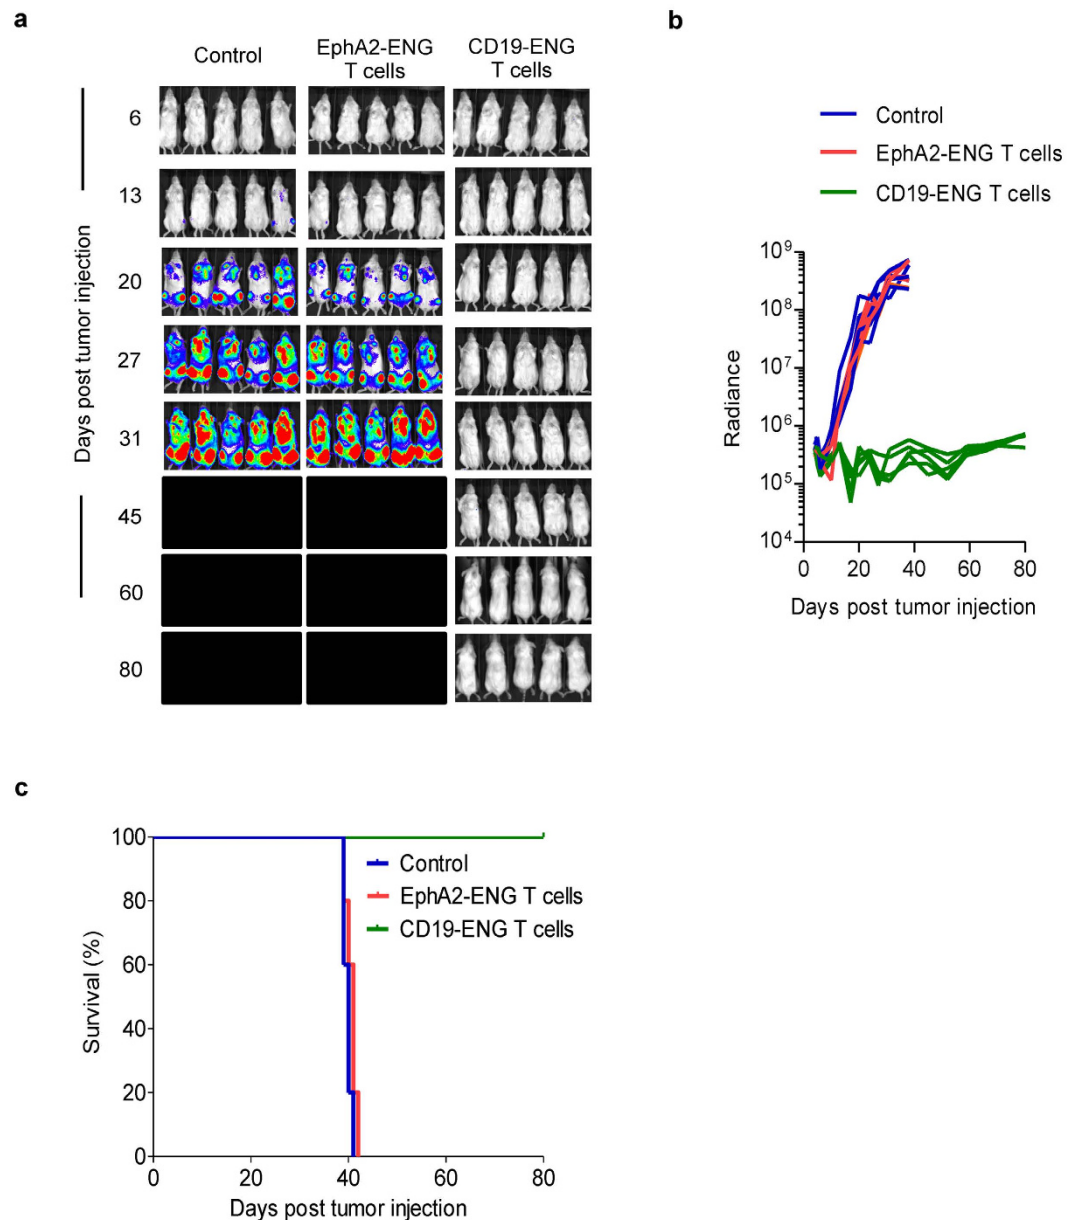 a
Control
EphA2-ENG
T cells
CD19-ENG
T cells
Days post tumor injection
6
13
20
27
31
45
60
80
b
Control
EphA2-ENG T cells
CD19-ENG T cells
Radiance
10⁹
10⁸
10⁷
10⁶
10⁵
10⁴
0 20 40 60 80
Days post tumor injection
c
Survival (%)
100
80
60
40
20
0
Control
EphA2-ENG T cells
CD19-ENG T cells
0 20 40 60 80
Days post tumor injection